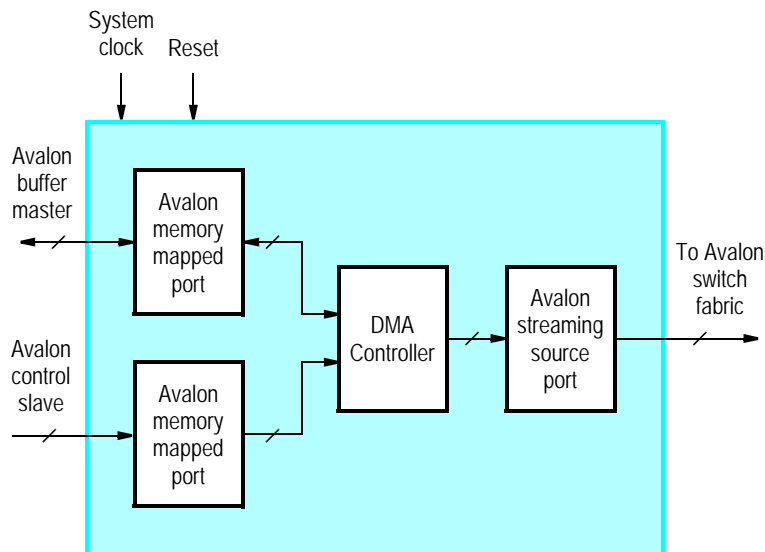 System
clock
Reset
Avalon
buffer
master
Avalon
memory
mapped
port
DMA
Controller
Avalon
streaming
source
port
To Avalon
switch
fabric
Avalon
control
slave
Avalon
memory
mapped
port